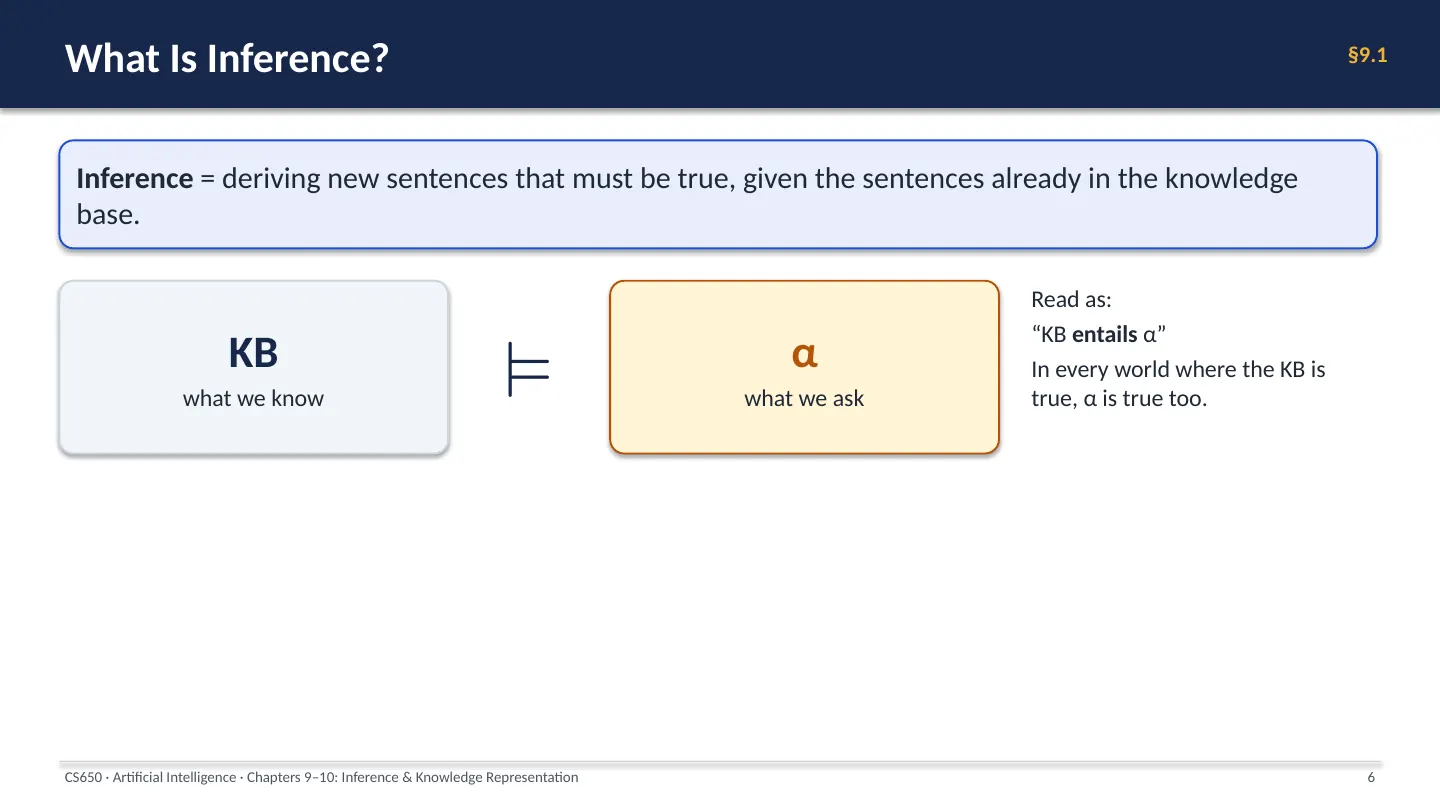 What Is Inference?
§9.1
Inference = deriving new sentences that must be true, given the sentences already in the knowledge
base.
KB
what we know
⊨
α
what we ask
Read as:
“KB entails α”
In every world where the KB is
true, α is true too.
CS650 · Artificial Intelligence · Chapters 9–10: Inference & Knowledge Representation
6